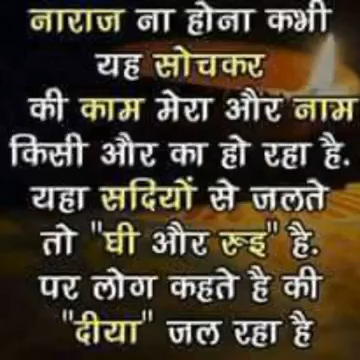 नाराज ना होना कभी
यह सोचकर
की काम मेरा और नाम
किसी और का हो रहा है.
यहा सदियों से जलते
तो "घी और रूइ" है.
पर लोग कहते है की
"दीया" जल रहा है